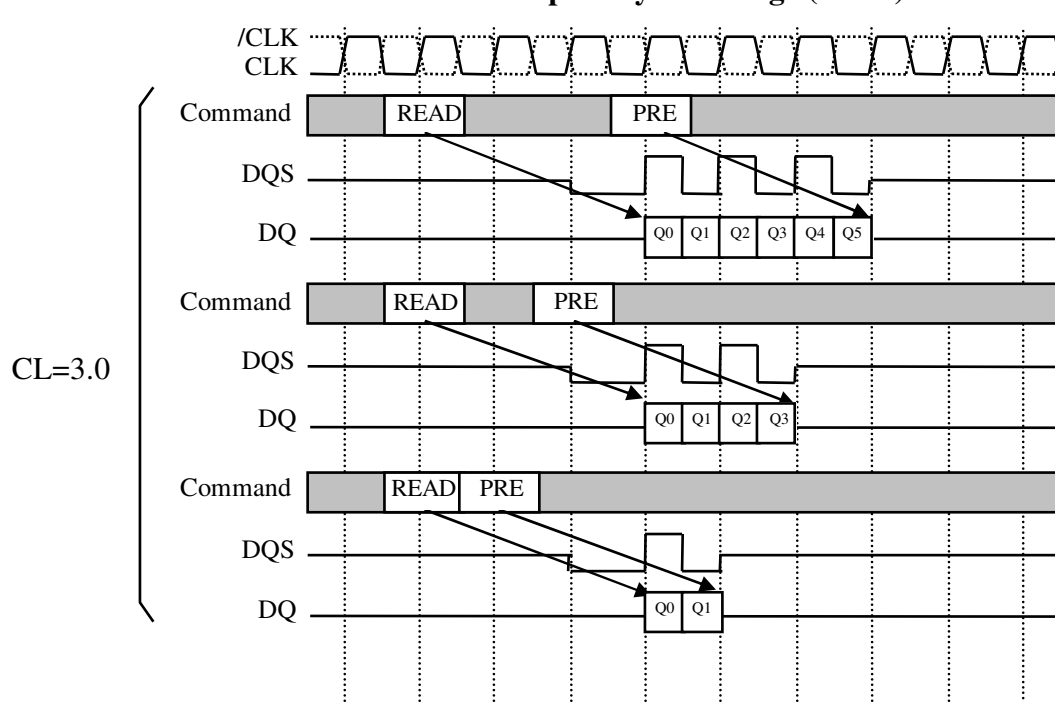 /CLK
CLK
Command READ PRE
DQS
DQ Q0 Q1 Q2 Q3 Q4 Q5
Command READ PRE
CL=3.0
DQS
DQ Q0 Q1 Q2 Q3
Command READ PRE
DQS
DQ Q0 Q1